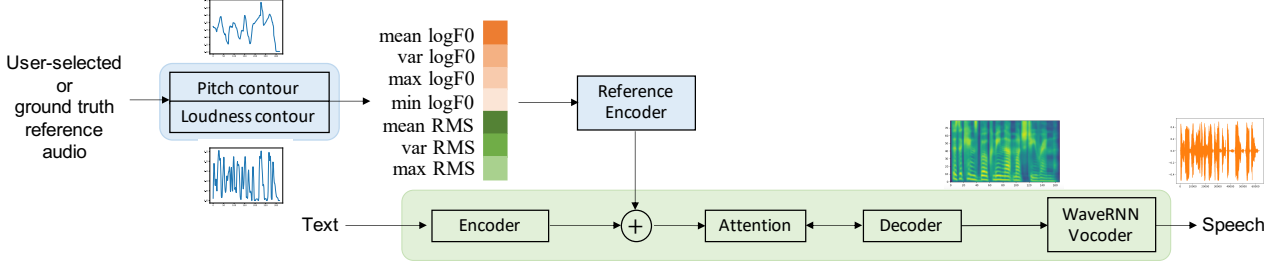 User-selected
or
ground truth
reference
audio
Pitch contour
Loudness contour
mean logF0
var logF0
max logF0
min logF0
mean RMS
var RMS
max RMS
Reference
Encoder
Text
Encoder
+
Attention
Decoder
WaveRNN
Vocoder
Speech